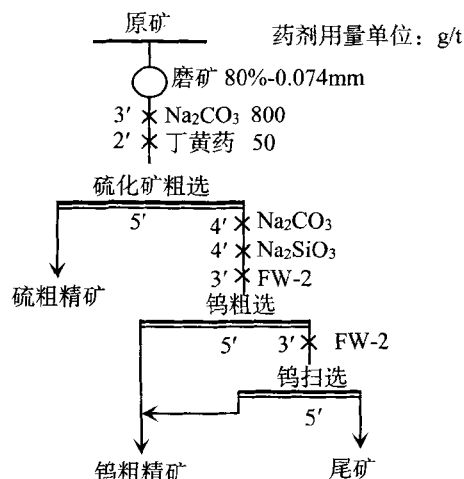 原矿
药剂用量单位：g/t
磨矿 80%-0.074mm
3′ Na₂CO₃ 800
2′ 丁黄药 50
硫化矿粗选
5′
4′ Na₂CO₃
4′ Na₂SiO₃
3′ FW-2
硫粗精矿
钨粗选
5′
3′ FW-2
钨扫选
5′
钨粗精矿
尾矿